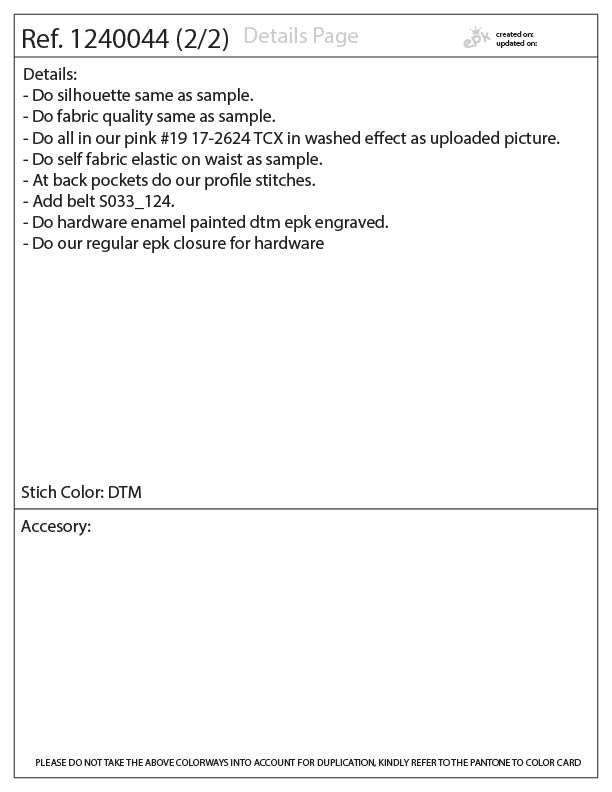 Ref. 1240044 (2/2) Details Page
epk
created on:
updated on:
Details:
- Do silhouette same as sample.
- Do fabric quality same as sample.
- Do all in our pink #19 17-2624 TCX in washed effect as uploaded picture.
- Do self fabric elastic on waist as sample.
- At back pockets do our profile stitches.
- Add belt S033_124.
- Do hardware enamel painted dtm epk engraved.
- Do our regular epk closure for hardware
Stich Color: DTM
Accesory:
PLEASE DO NOT TAKE THE ABOVE COLORWAYS INTO ACCOUNT FOR DUPLICATION, KINDLY REFER TO THE PANTONE TO COLOR CARD